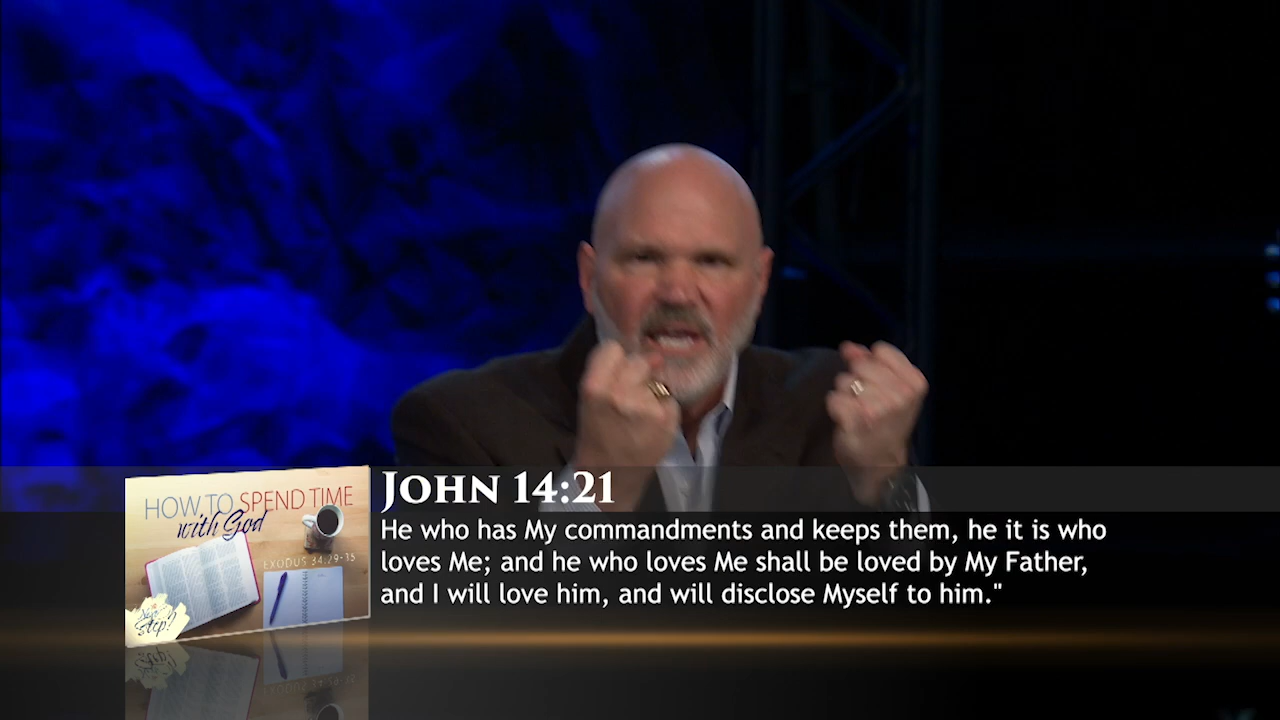 JOHN 14:21
He who has My commandments and keeps them, he it is who
loves Me; and he who loves Me shall be loved by My Father,
and I will love him, and will disclose Myself to him."
HOW TO SPEND TIME
with God
EXODUS 34:29-35
Next
Step?